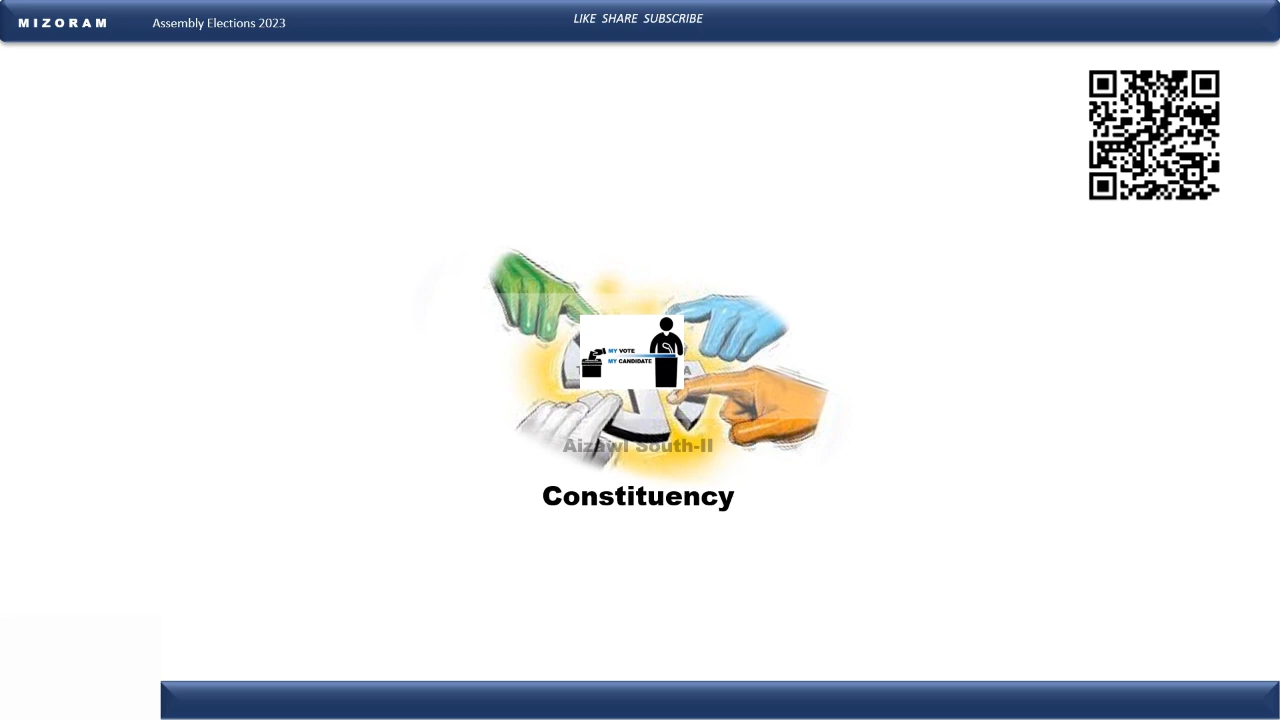 MIZORAM
Assembly Elections 2023
LIKE SHARE SUBSCRIBE
MY VOTE
MY CANDIDATE
A
Aizawl South-II
Constituency